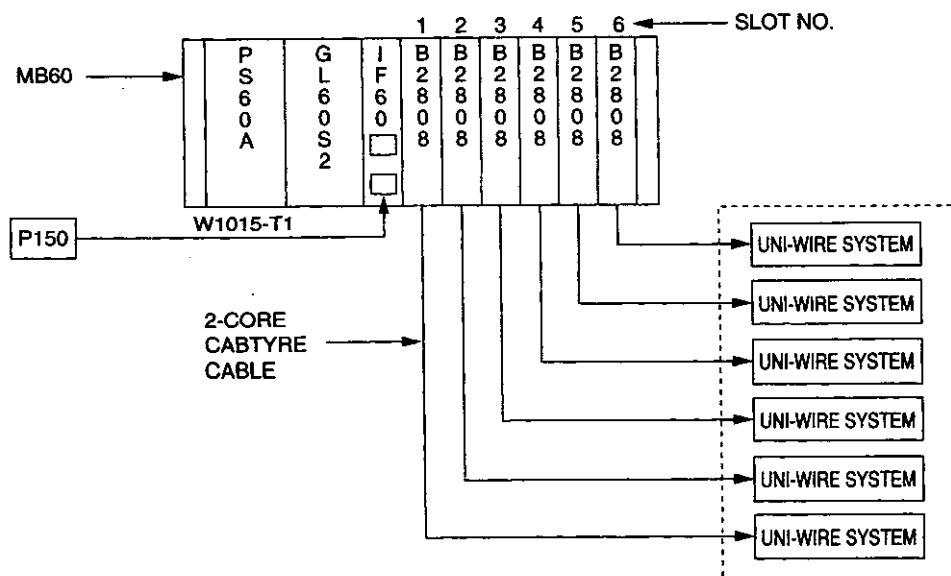 1 2 3 4 5 6
SLOT NO.
MB60
PS60A
GL60S2
IF60
B2808
B2808
B2808
B2808
B2808
B2808
W1015-T1
P150
2-CORE
CABTYRE
CABLE
UNI-WIRE SYSTEM
UNI-WIRE SYSTEM
UNI-WIRE SYSTEM
UNI-WIRE SYSTEM
UNI-WIRE SYSTEM
UNI-WIRE SYSTEM